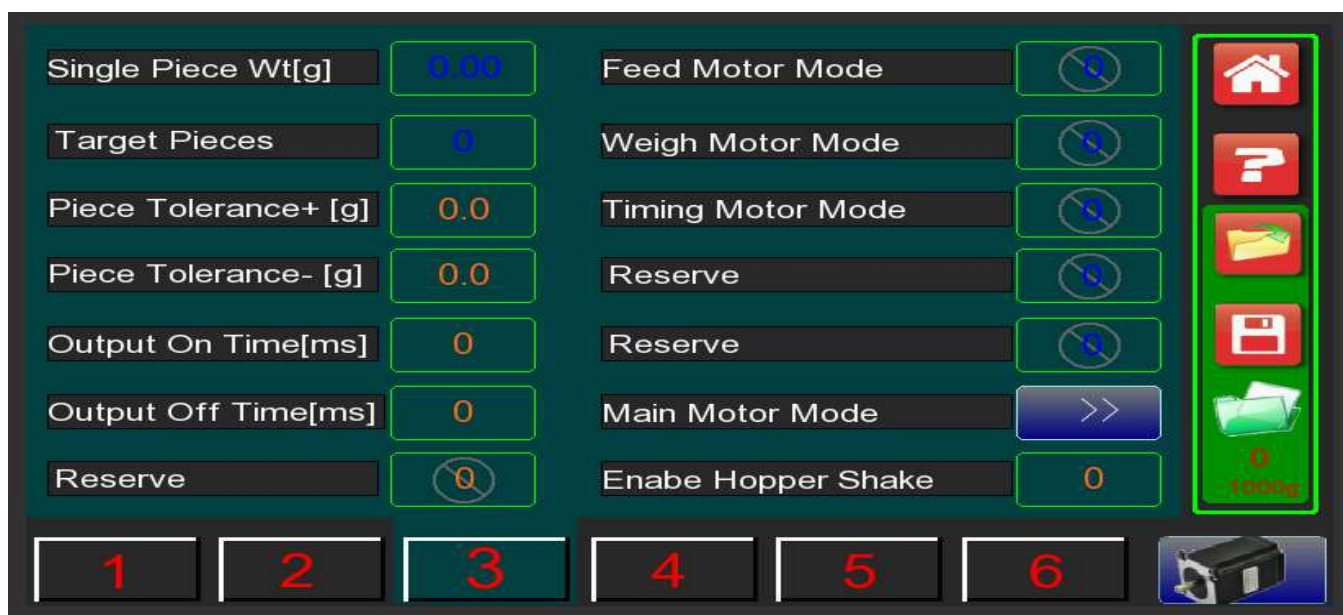 Single Piece Wt[g] 0.00 Feed Motor Mode 0
Target Pieces 0 Weigh Motor Mode 0
Piece Tolerance+ [g] 0.0 Timing Motor Mode 0
Piece Tolerance- [g] 0.0 Reserve 0
Output On Time[ms] 0 Reserve 0
Output Off Time[ms] 0 Main Motor Mode >>
Reserve 0 Enabe Hopper Shake 0
?
0
1000g
1 2 3 4 5 6